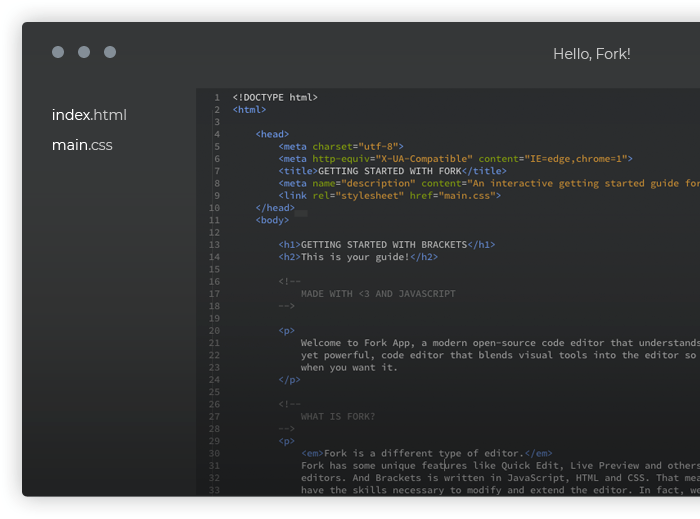 Hello, Fork!
index.html
main.css
1 <!DOCTYPE html>
2 <html>
3
4 <head>
5 <meta charset="utf-8">
6 <meta http-equiv="X-UA-Compatible" content="IE=edge,chrome=1">
7 <title>GETTING STARTED WITH FORK</title>
8 <meta name="description" content="An interactive getting started guide for
9 <link rel="stylesheet" href="main.css">
10 </head>
11 <body>
12
13 <h1>GETTING STARTED WITH BRACKETS</h1>
14 <h2>This is your guide!</h2>
15
16 <!--
17 MADE WITH <3 AND JAVASCRIPT
18 -->
19
20 <p>
21 Welcome to Fork App, a modern open-source code editor that understands
22 yet powerful, code editor that blends visual tools into the editor so
23 when you want it.
24 </p>
25
26 <!--
27 WHAT IS FORK?
28 -->
29 <p>
30 <em>Fork is a different type of editor.</em>
31 Fork has some unique features like Quick Edit, Live Preview and others
32 editors. And Brackets is written in JavaScript, HTML and CSS. That mea
33 have the skills necessary to modify and extend the editor. In fact, we